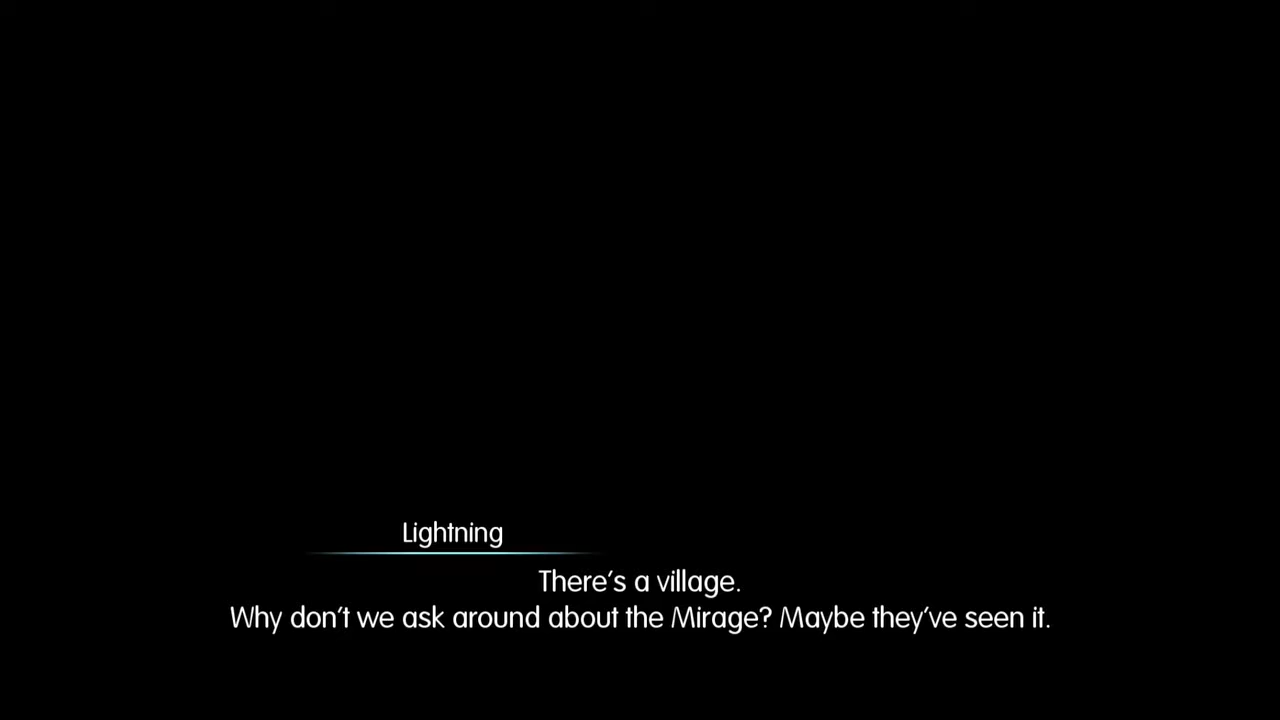 Lightning
There's a village.
Why don't we ask around about the Mirage? Maybe they've seen it.